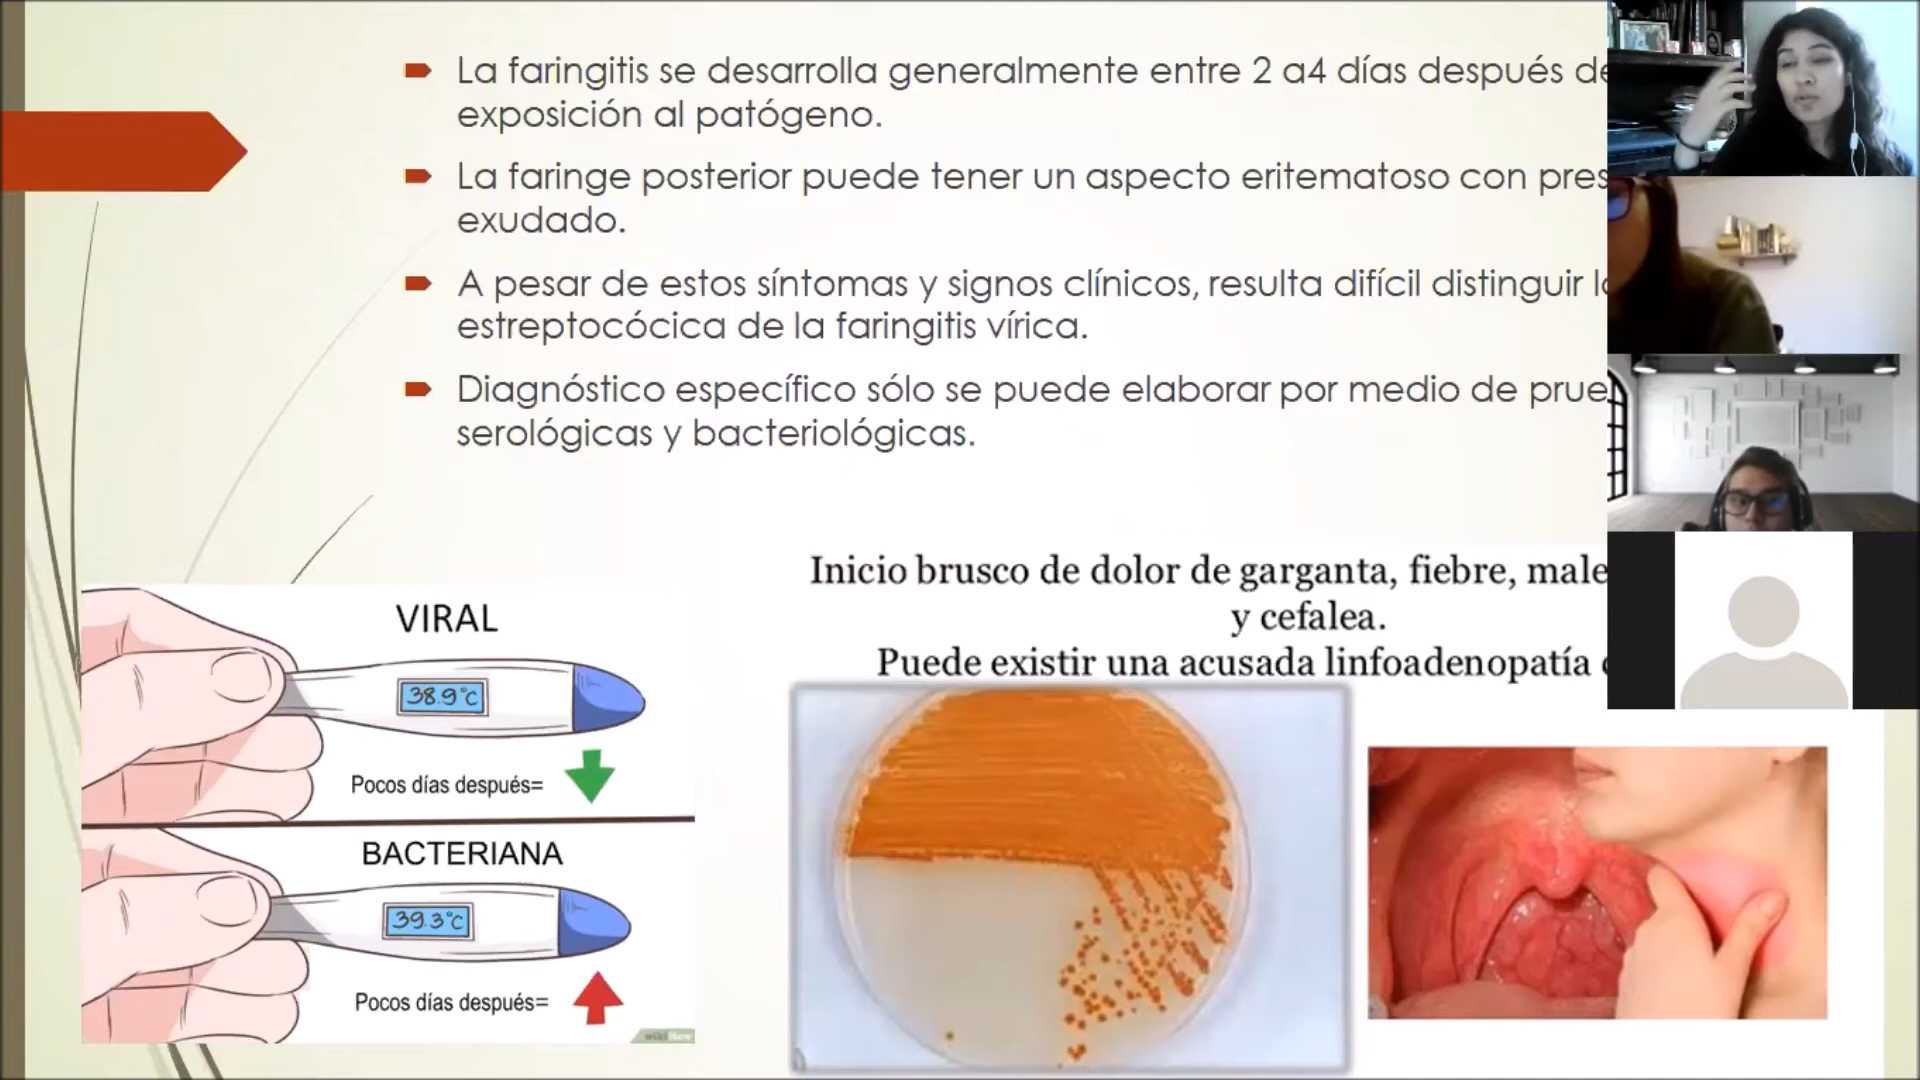 La faringitis se desarrolla generalmente entre 2 a4 días después de
exposición al patógeno.
La faringe posterior puede tener un aspecto eritematoso con pres
exudado.
A pesar de estos síntomas y signos clínicos, resulta difícil distinguir
estreptocócica de la faringitis vírica.
Diagnóstico específico sólo se puede elaborar por medio de prue
serológicas y bacteriológicas.
Inicio brusco de dolor de garganta, fiebre, male
y cefalea.
Puede existir una acusada linfoadenopatía
VIRAL
38.9°C
Pocos días después=
BACTERIANA
39.3°C
Pocos días después=
wikiHow